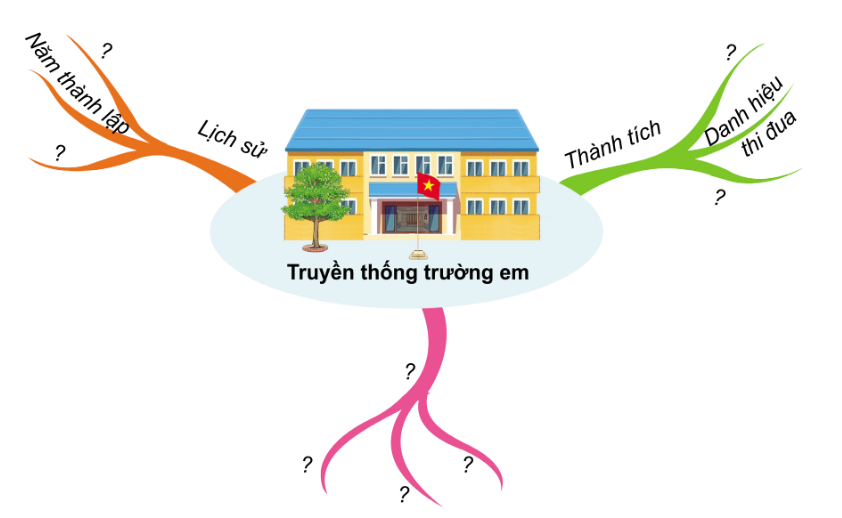 ?
Năm thành lập
?
Lịch sử
Thành tích
?
Danh hiệu
thi đua
?
Truyền thống trường em
?
?
?
?